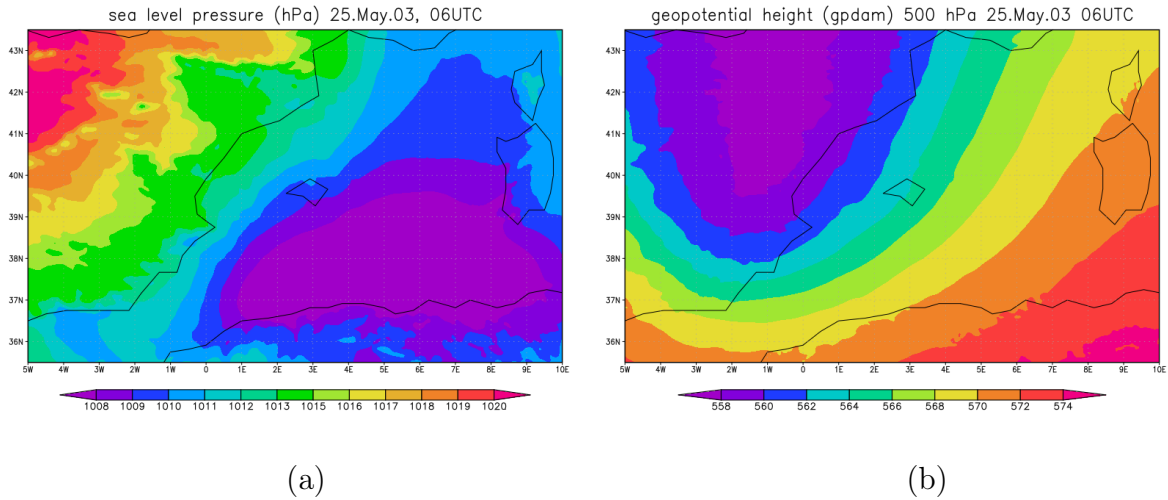 sea level pressure (hPa) 25.May.03, 06UTC
43N
42N
41N
40N
39N
38N
37N
36N
5W 4W 3W 2W 1W 0 1E 2E 3E 4E 5E 6E 7E 8E 9E 10E
1008 1009 1010 1011 1012 1013 1015 1016 1017 1018 1019 1020
(a)
geopotential height (gpdam) 500 hPa 25.May.03 06UTC
43N
42N
41N
40N
39N
38N
37N
36N
5W 4W 3W 2W 1W 0 1E 2E 3E 4E 5E 6E 7E 8E 9E 10E
558 560 562 564 566 568 570 572 574
(b)